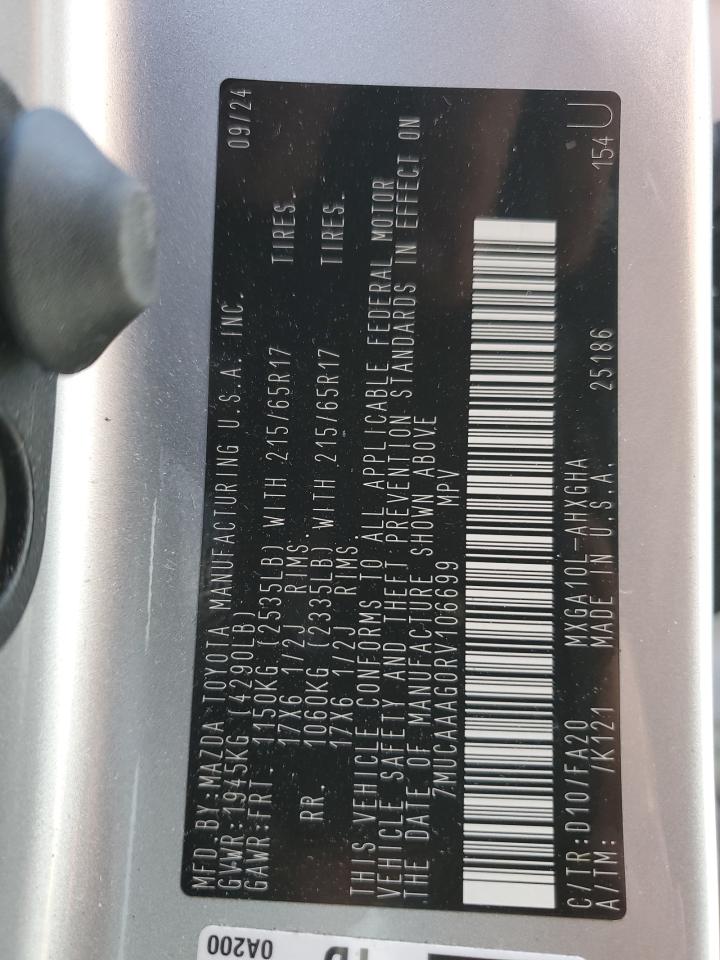 MFD.BY:MAZDA TOYOTA MANUFACTURING U.S.A. INC. 09/24
GVWR:1945KG (4290LB)
GAWR:FRT. 1150KG (2535LB) WITH 215/65R17 TIRES.
17X6 1/2J RIMS.
RR. 1060KG (2335LB) WITH 215/65R17 TIRES.
17X6 1/2J RIMS.
THIS VEHICLE CONFORMS TO ALL APPLICABLE FEDERAL MOTOR
VEHICLE SAFETY AND THEFT PREVENTION STANDARDS IN EFFECT ON
THE DATE OF MANUFACTURE SHOWN ABOVE
7MUCAAAG0RV106699 MPV
C/TR:D10/FA20 MXGA10L-AHXGHA
A/TM: /K121 MADE IN U.S.A. 25186 154 U
0A200